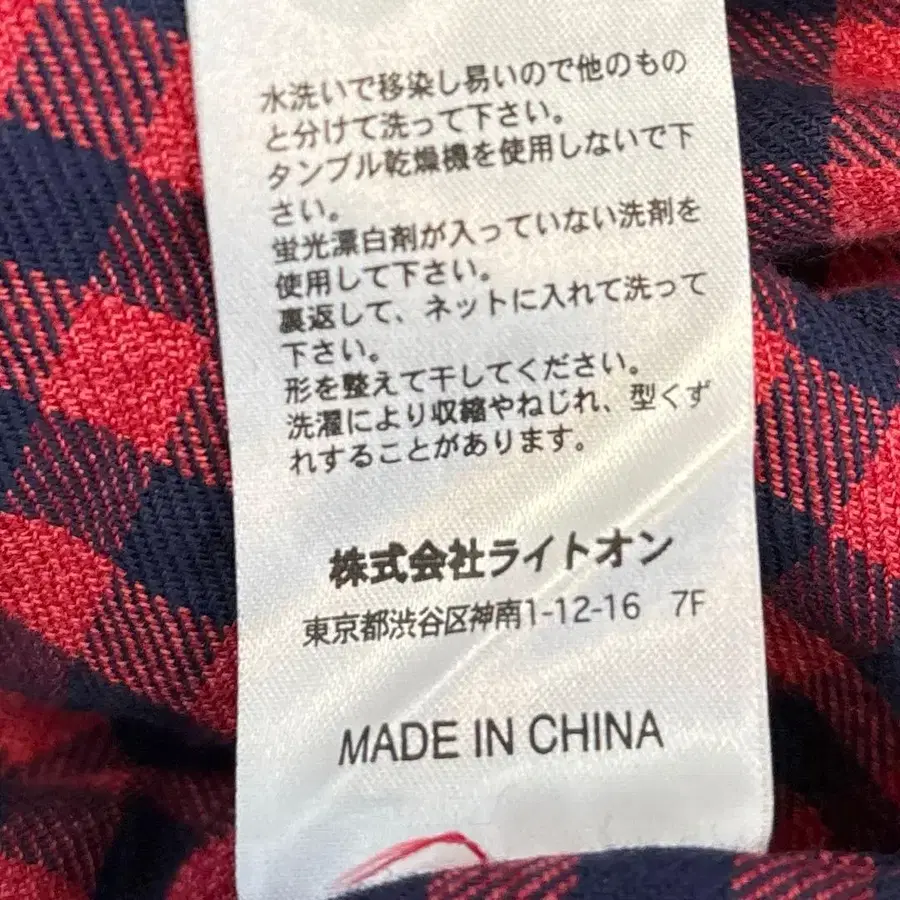 水洗いで移染し易いので他のもの
と分けて洗って下さい。
タンブル乾燥機を使用しないで下
さい。
蛍光漂白剤が入っていない洗剤を
使用して下さい。
裏返して、ネットに入れて洗って
下さい。
形を整えて干してください。
洗濯により収縮やねじれ、型くず
れすることがあります。
株式会社ライトオン
東京都渋谷区神南1-12-16 7F
MADE IN CHINA